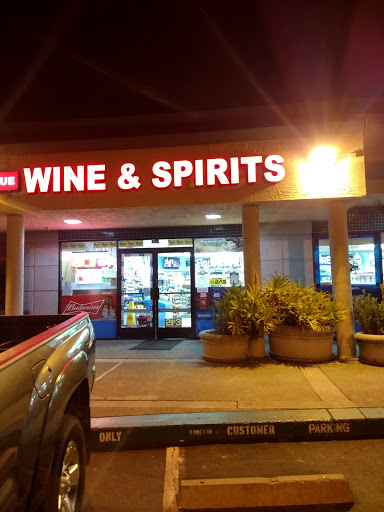 UE
WINE & SPIRITS
Budweiser
ONLY
CUSTOMER PARKING